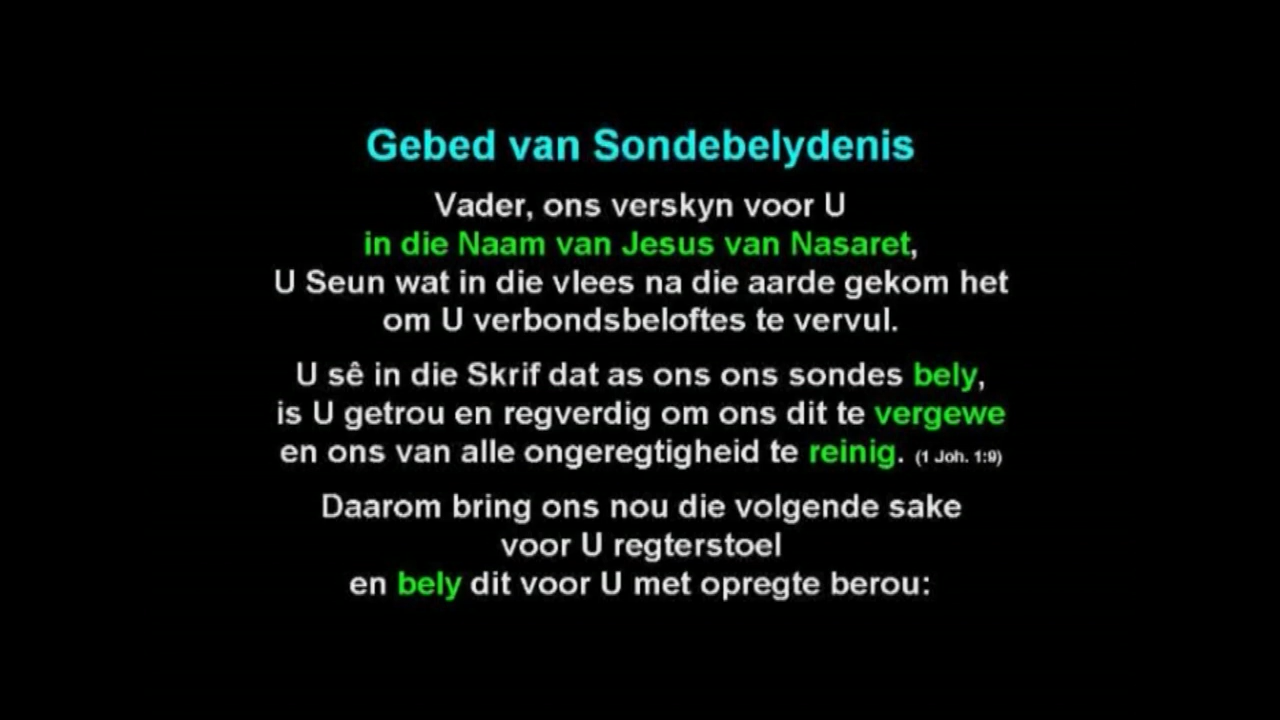 Gebed van Sondebelydenis
Vader, ons verskyn voor U
in die Naam van Jesus van Nasaret,
U Seun wat in die vlees na die aarde gekom het
om U verbondsbeloftes te vervul.
U sê in die Skrif dat as ons ons sondes bely,
is U getrou en regverdig om ons dit te vergewe
en ons van alle ongeregtigheid te reinig. (1 Joh. 1:9)
Daarom bring ons nou die volgende sake
voor U regterstoel
en bely dit voor U met opregte berou: